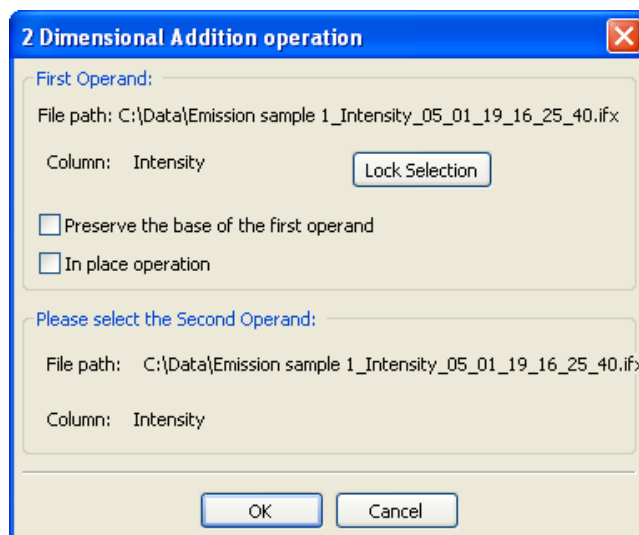 2 Dimensional Addition operation
First Operand:
File path: C:\Data\Emission sample 1_Intensity_05_01_19_16_25_40.ifx
Column: Intensity
Lock Selection
Preserve the base of the first operand
In place operation
Please select the Second Operand:
File path: C:\Data\Emission sample 1_Intensity_05_01_19_16_25_40.ifx
Column: Intensity
OK Cancel